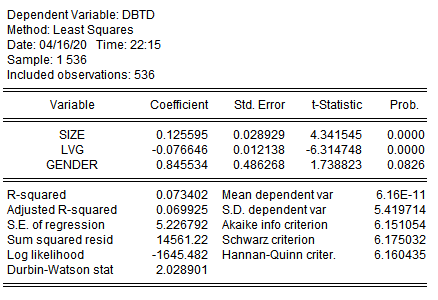 Dependent Variable: DBTD
Method: Least Squares
Date: 04/16/20 Time: 22:15
Sample: 1 536
Included observations: 536
Variable Coefficient Std. Error t-Statistic Prob.
SIZE 0.125595 0.028929 4.341545 0.0000
LVG -0.076646 0.012138 -6.314748 0.0000
GENDER 0.845534 0.486268 1.738823 0.0826
R-squared 0.073402 Mean dependent var 6.16E-11
Adjusted R-squared 0.069925 S.D. dependent var 5.419714
S.E. of regression 5.226792 Akaike info criterion 6.151054
Sum squared resid 14561.22 Schwarz criterion 6.175032
Log likelihood -1645.482 Hannan-Quinn criter. 6.160435
Durbin-Watson stat 2.028901